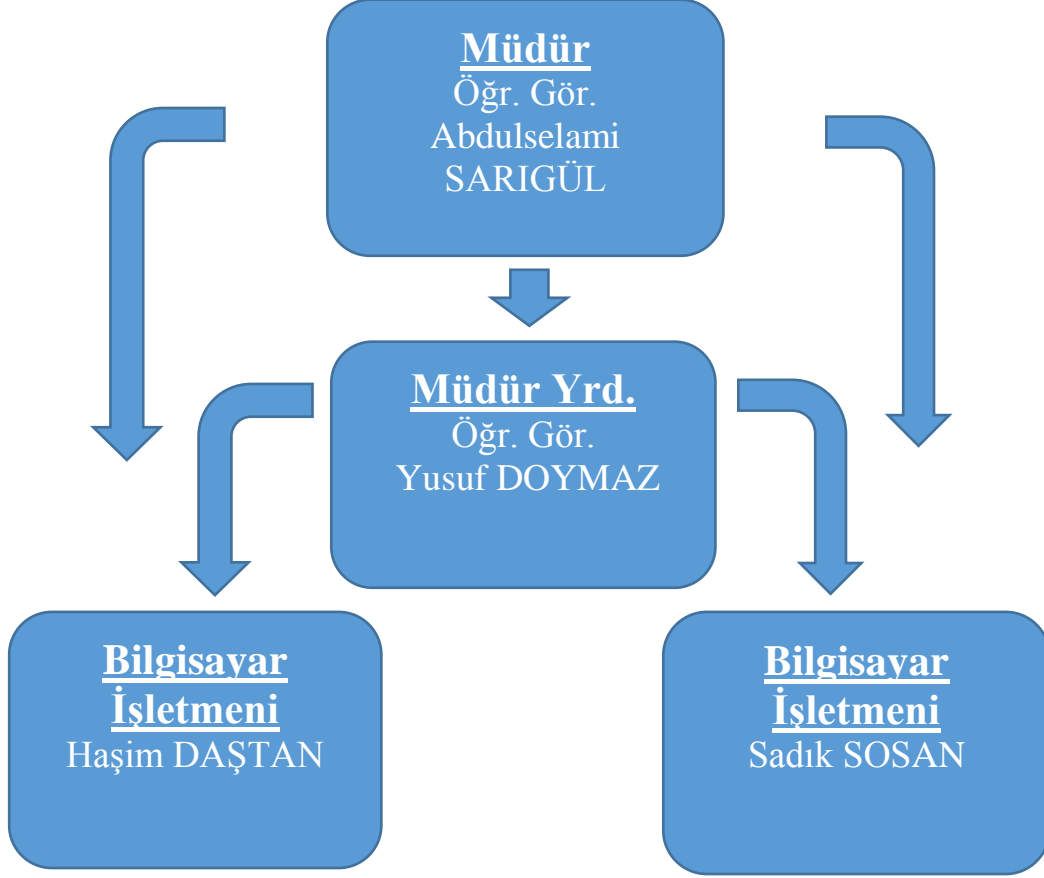 Müdür
Öğr. Gör.
Abdulselami
SARIGÜL
Müdür Yrd.
Öğr. Gör.
Yusuf DOYMAZ
Bilgisayar
İşletmeni
Haşim DAŞTAN
Bilgisayar
İşletmeni
Sadık SOSAN